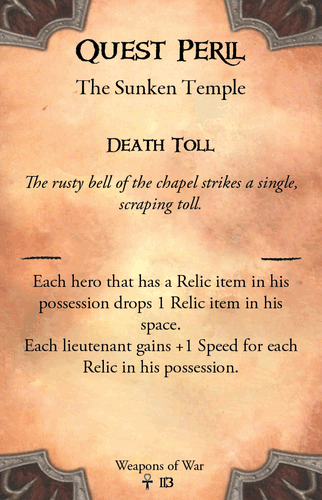 Quest Peril
The Sunken Temple
Death Toll
The rusty bell of the chapel strikes a single,
scraping toll.
Each hero that has a Relic item in his
possession drops 1 Relic item in his
space.
Each lieutenant gains +1 Speed for each
Relic in his possession.
Weapons of War
☥ 113